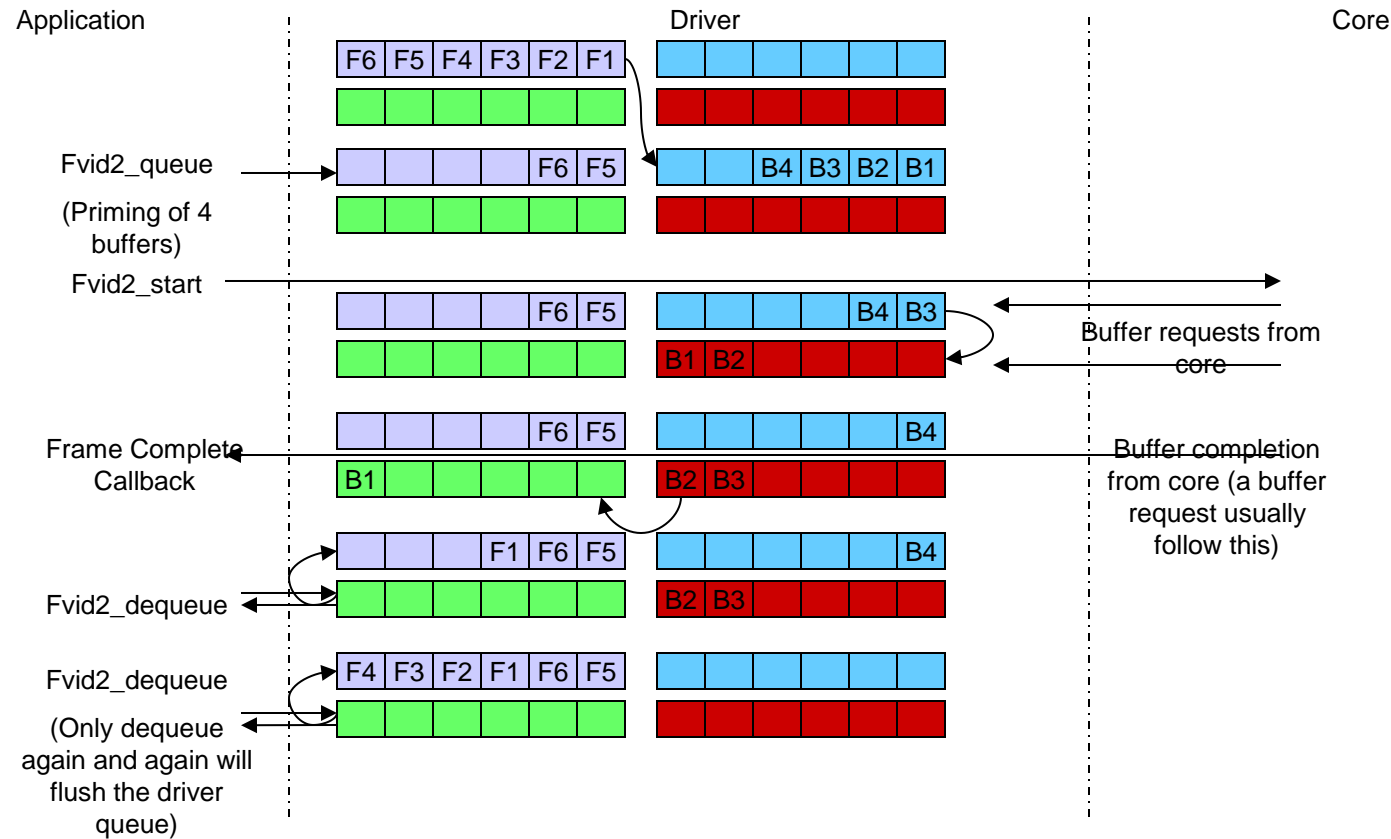 Application
Driver
Core
F6 F5 F4 F3 F2 F1
Fvid2_queue
(Priming of 4
buffers)
F6 F5
B4 B3 B2 B1
Fvid2_start
F6 F5
B4 B3
B1 B2
Buffer requests from
core
Frame Complete
Callback
F6 F5
B4
B1
B2 B3
Buffer completion
from core (a buffer
request usually
follow this)
F1 F6 F5
B4
Fvid2_dequeue
B2 B3
Fvid2_dequeue
(Only dequeue
again and again will
flush the driver
queue)
F4 F3 F2 F1 F6 F5